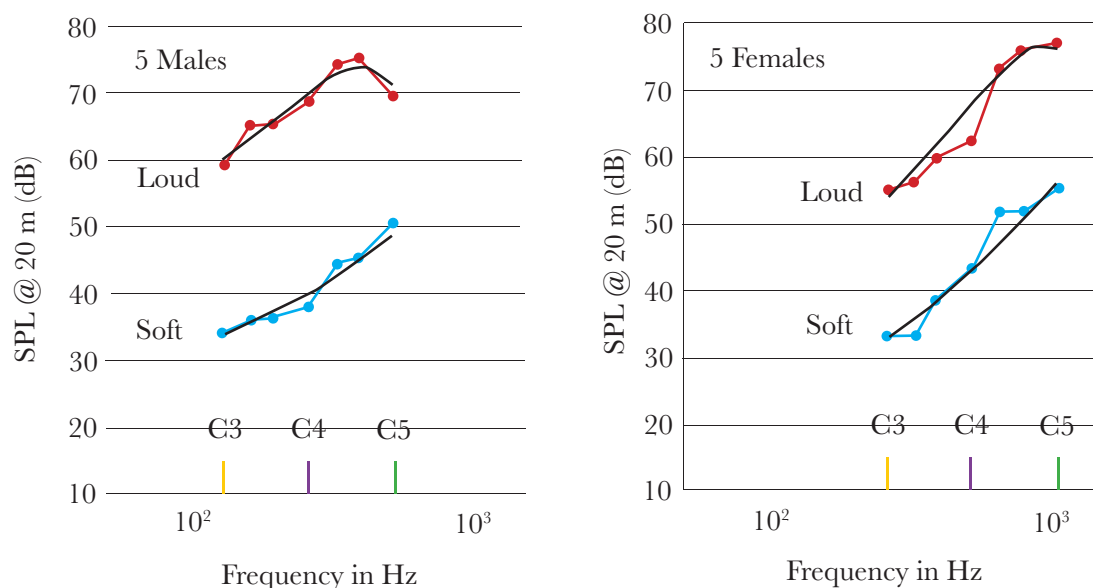 80
5 Males
70
60
Loud
50
40
Soft
30
20
C3 C4 C5
10
10²
10³
Frequency in Hz
SPL @ 20 m (dB)
80
5 Females
70
60
Loud
50
40
Soft
30
20
C3 C4 C5
10
10²
10³
Frequency in Hz
SPL @ 20 m (dB)